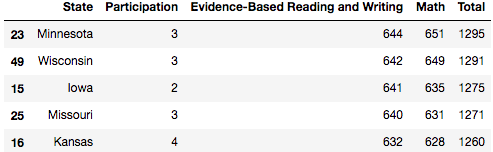 State Participation Evidence-Based Reading and Writing Math Total
23 Minnesota 3 644 651 1295
49 Wisconsin 3 642 649 1291
15 Iowa 2 641 635 1275
25 Missouri 3 640 631 1271
16 Kansas 4 632 628 1260